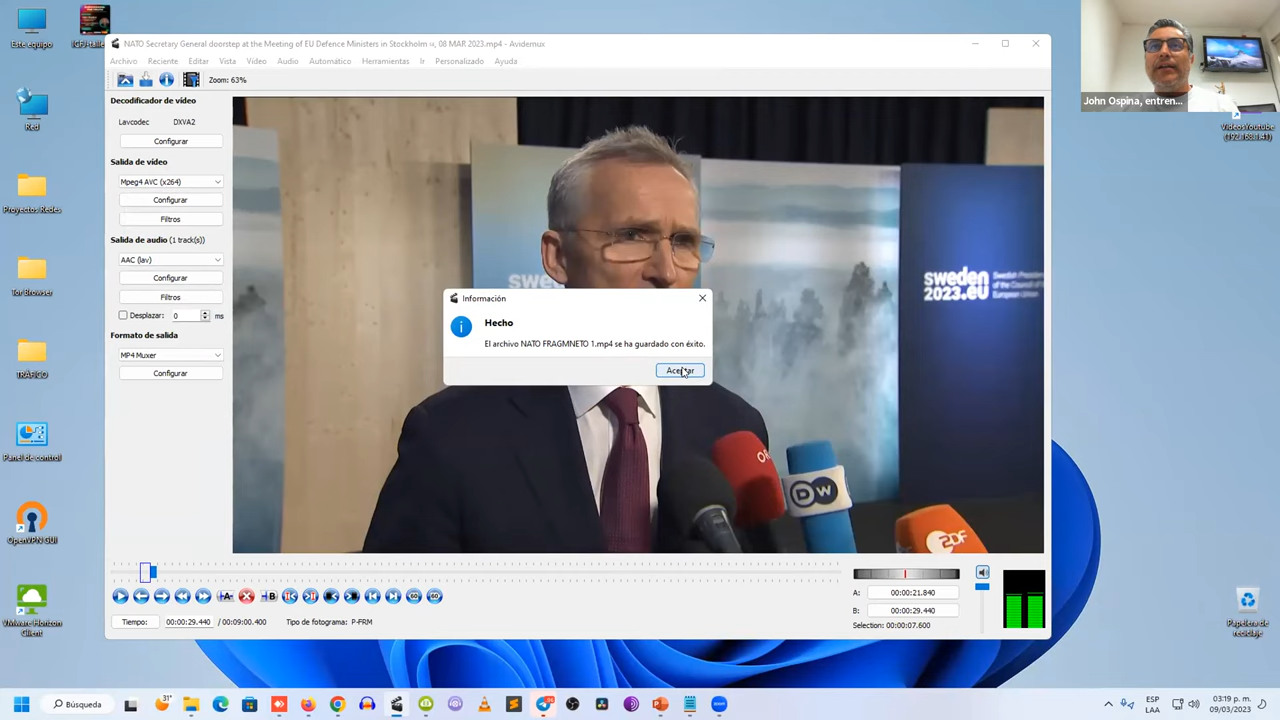 Este equipo
NATO Secretary General doorstep at the Meeting of EU Defence Ministers in Stockholm 🇸🇪, 08 MAR 2023.mp4 - Avidemux
Archivo Reciente Editar Vista Vídeo Audio Automático Herramientas Ir Personalizado Ayuda
Zoom: 63%
Decodificador de vídeo
Lavcodec DXVA2
Configurar
Salida de vídeo
Mpeg4 AVC (x264)
Configurar
Filtros
Salida de audio (1 track(s))
AAC (lav)
Configurar
Filtros
Desplazar: 0 ms
Formato de salida
MP4 Muxer
Configurar
Red
Proyectos Redes
Tor Browser
TRÁFICO
Panel de control
OpenVPN GUI
VMware Horizon
Client
John Ospina, entren...
VideosYoutube
sweden
2023.eu
Información
Hecho
El archivo NATO FRAGMNETO 1.mp4 se ha guardado con éxito.
Aceptar
DW
ZDF
A
B
60
60
A: 00:00:21.840
B: 00:00:29.440
Selection: 00:00:07.600
Tiempo: 00:00:29.440 / 00:09:00.400 Tipo de fotograma: P-FRM
Papelera de
reciclaje
Búsqueda
31°
ESP
LAA
03:19 p. m.
09/03/2023